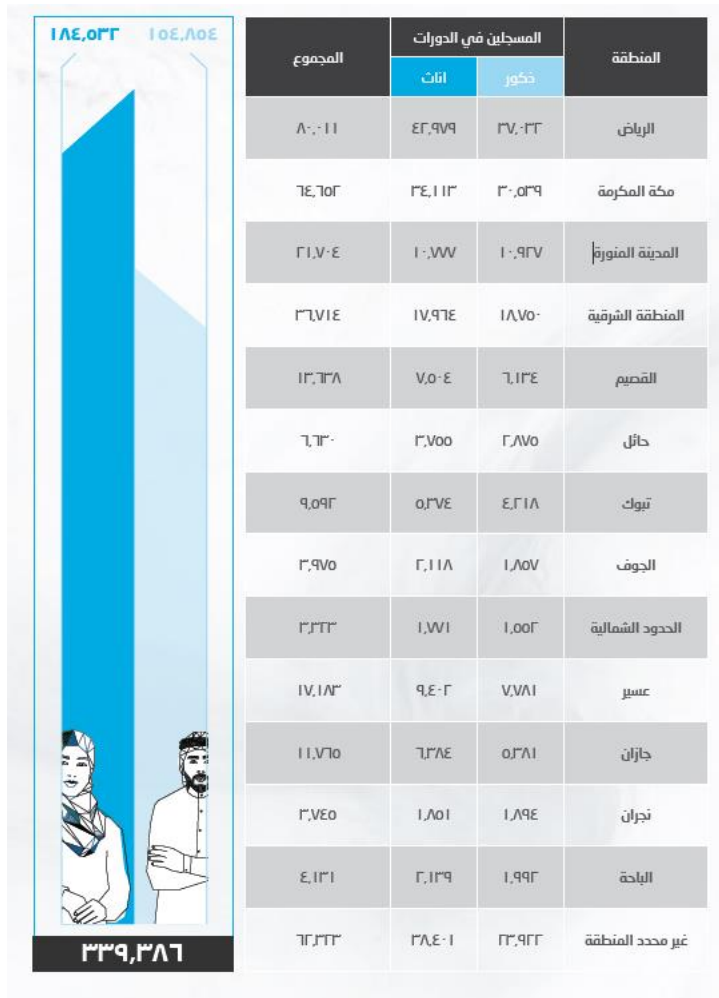 المسجلين في الدورات
المنطقة ذكور اناث المجموع
الرياض ٣٧,٠٣٢ ٤٢,٩٧٩ ٨٠,٠١١
مكة المكرمة ٣٠,٥٣٩ ٣٤,١١٣ ٦٤,٦٥٢
المدينة المنورة ١٠,٩٢٧ ١٠,٧٧٧ ٢١,٧٠٤
المنطقة الشرقية ١٨,٧٥٠ ١٧,٩٦٤ ٣٦,٧١٤
القصيم ٦,١٣٤ ٧,٥٠٤ ١٣,٦٣٨
حائل ٢,٨٧٥ ٣,٧٥٥ ٦,٦٣٠
تبوك ٤,٢١٨ ٥,٣٧٤ ٩,٥٩٢
الجوف ١,٨٥٧ ٢,١١٨ ٣,٩٧٥
الحدود الشمالية ١,٥٥٢ ١,٧٧١ ٣,٣٢٣
عسير ٧,٧٨١ ٩,٤٠٢ ١٧,١٨٣
جازان ٥,٣٨١ ٦,٣٨٤ ١١,٧٦٥
نجران ١,٨٩٤ ١,٨٥١ ٣,٧٤٥
الباحة ١,٩٩٢ ٢,١٣٩ ٤,١٣١
غير محدد المنطقة ٢٣,٩٢٢ ٣٨,٤٠١ ٦٢,٣٢٣
١٥٤,٨٥٤ ١٨٤,٥٣٢
٣٣٩,٣٨٦